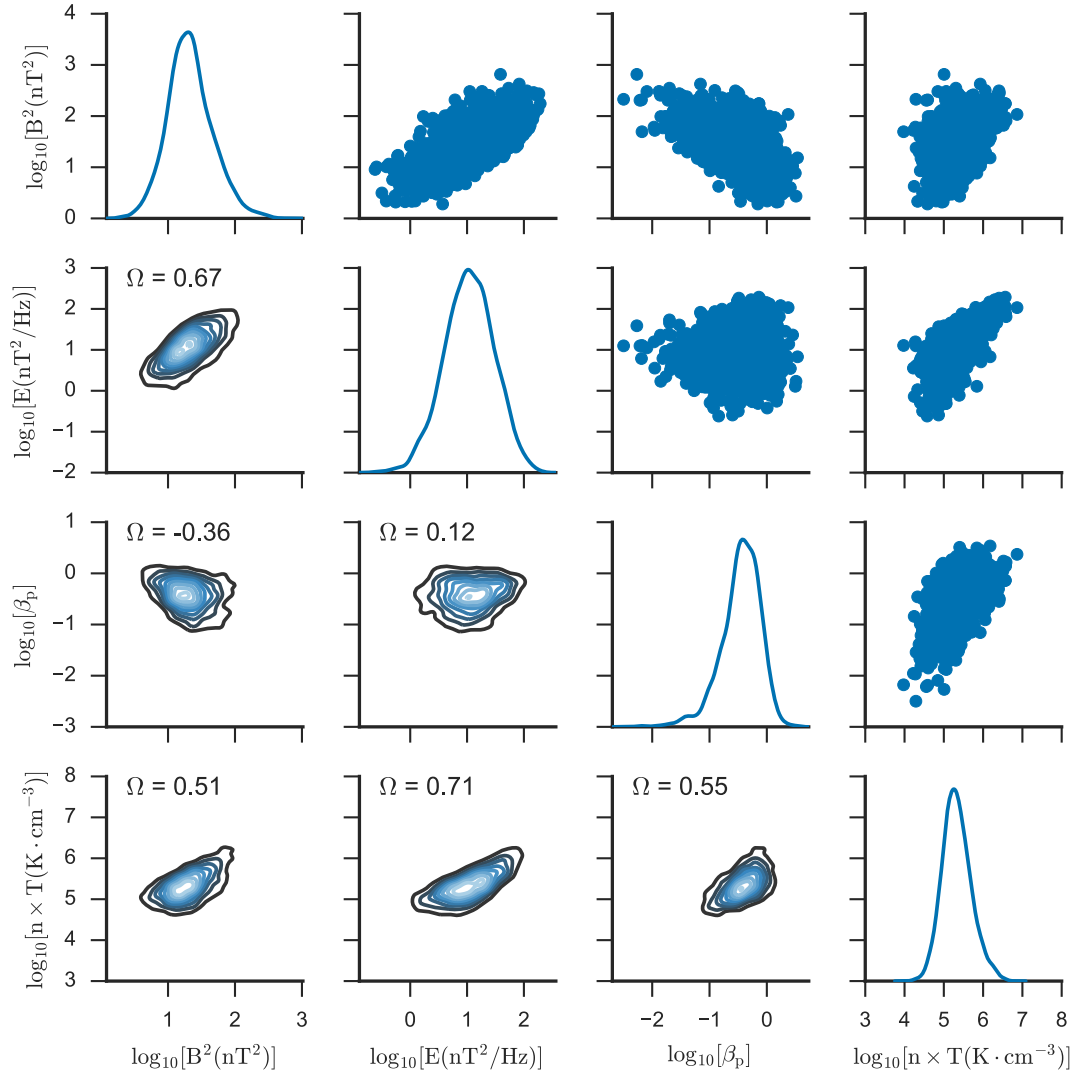 log₁₀[B²(nT²)]
4
3
2
1
0
log₁₀[E(nT²/Hz)]
3
2
1
0
−1
−2
Ω = 0.67
log₁₀[βₚ]
1
0
−1
−2
−3
Ω = -0.36
Ω = 0.12
log₁₀[n × T(K · cm⁻³)]
8
7
6
5
4
3
Ω = 0.51
Ω = 0.71
Ω = 0.55
1 2 3
0 1 2
−2 −1 0
3 4 5 6 7 8
log₁₀[B²(nT²)]
log₁₀[E(nT²/Hz)]
log₁₀[βₚ]
log₁₀[n × T(K · cm⁻³)]